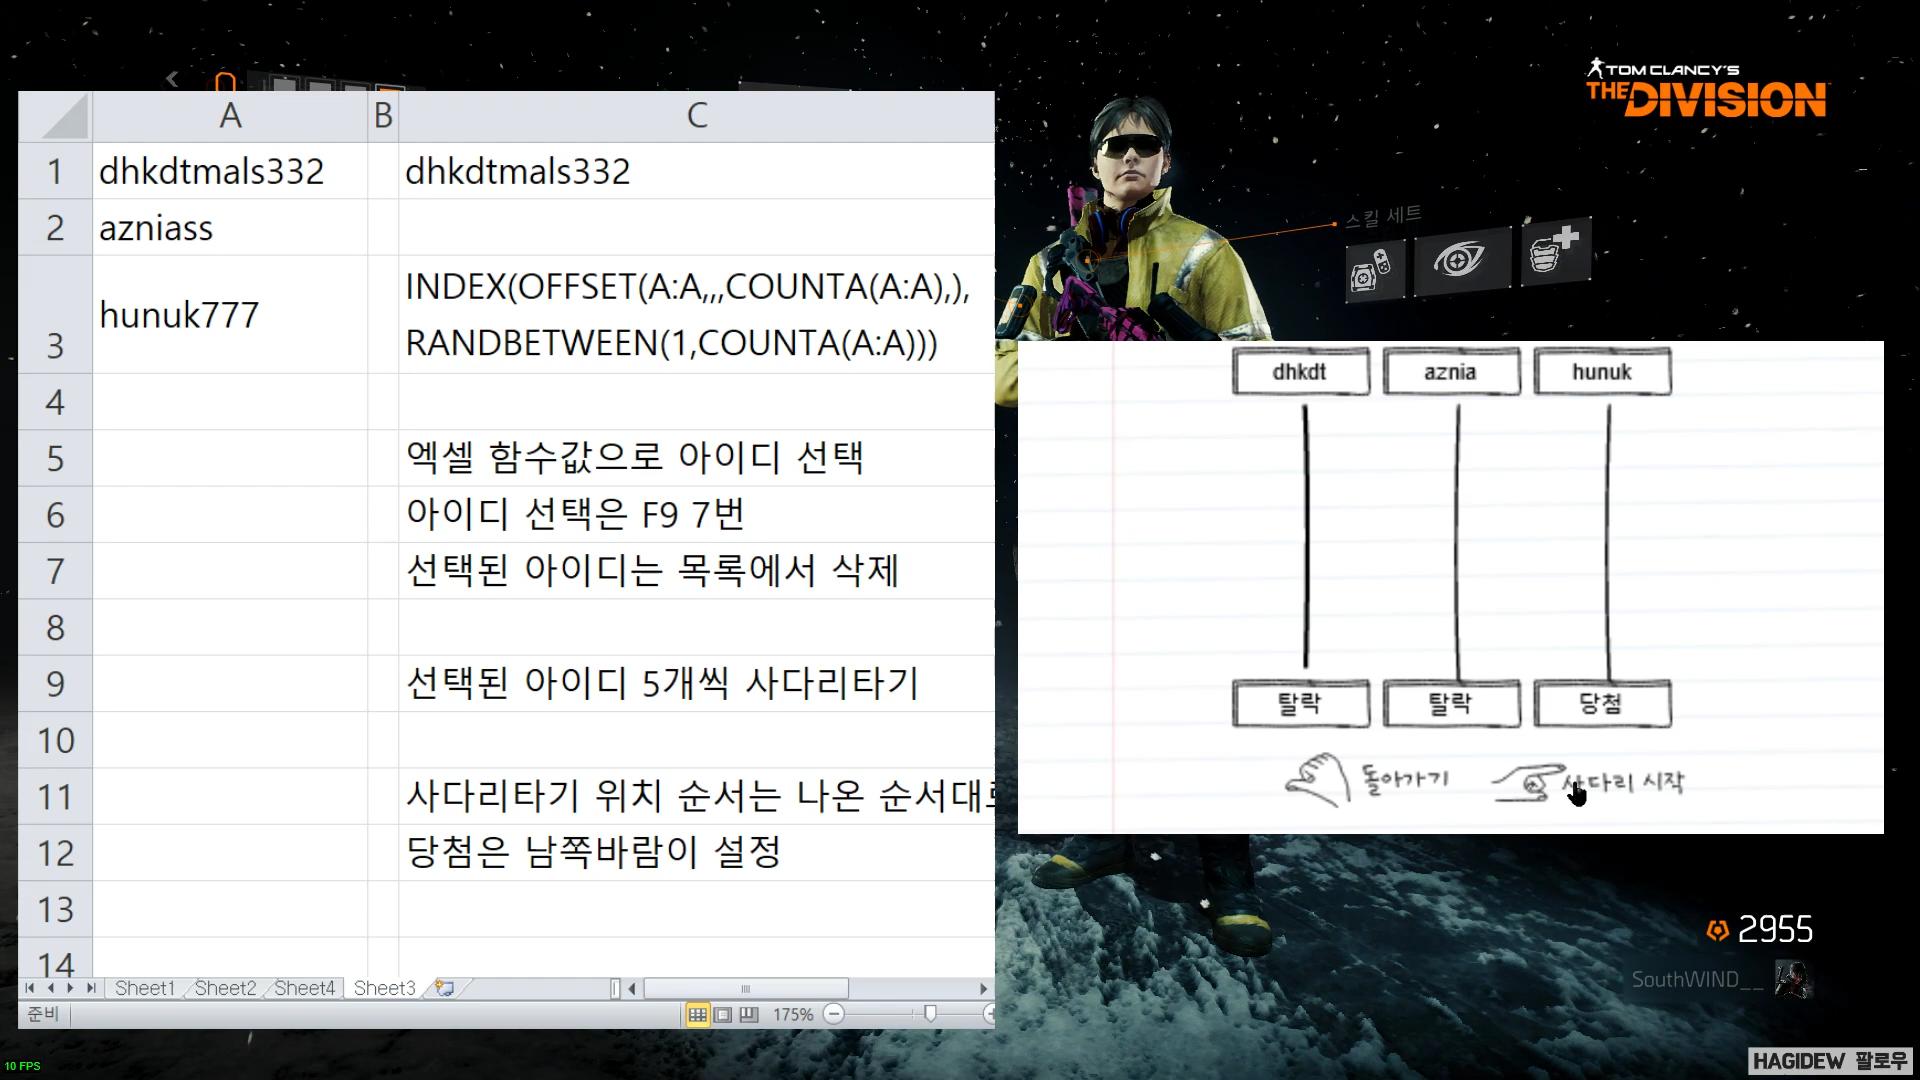 TOM CLANCY'S
THE DIVISION
A B C
1 dhkdtmals332 dhkdtmals332
2 azniass
3 hunuk777 INDEX(OFFSET(A:A,,,COUNTA(A:A),),
RANDBETWEEN(1,COUNTA(A:A)))
4
5 엑셀 함수값으로 아이디 선택
6 아이디 선택은 F9 7번
7 선택된 아이디는 목록에서 삭제
8
9 선택된 아이디 5개씩 사다리타기
10
11 사다리타기 위치 순서는 나온 순서대로
12 당첨은 남쪽바람이 설정
13
14
Sheet1 Sheet2 Sheet4 Sheet3
준비 175%
스킬 세트
dhkdt aznia hunuk
탈락 탈락 당첨
돌아가기 사다리 시작
2955
SouthWIND__
10 FPS
HAGIDEW 팔로우